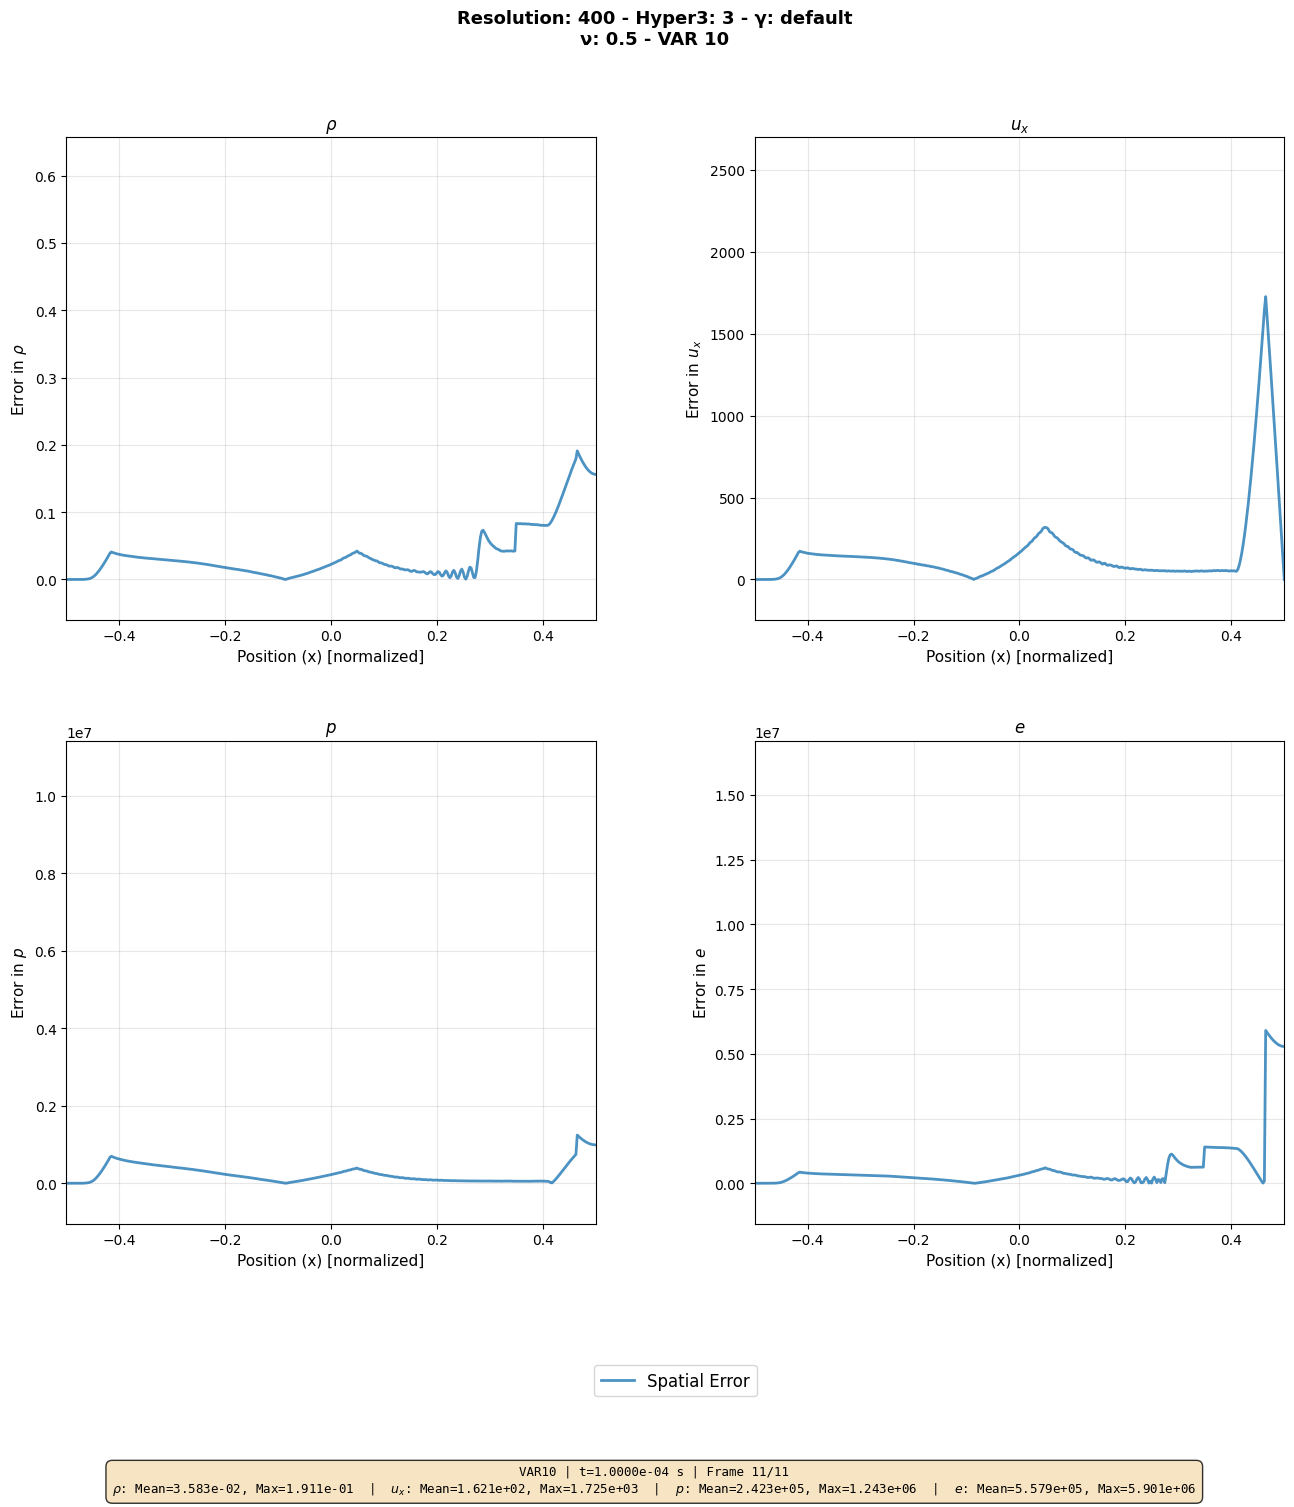 Resolution: 400 - Hyper3: 3 - γ: default
ν: 0.5 - VAR 10
ρ
0.6
0.5
0.4
0.3
0.2
0.1
0.0
Error in ρ
−0.4 −0.2 0.0 0.2 0.4
Position (x) [normalized]
u_x
2500
2000
1500
1000
500
0
Error in u_x
−0.4 −0.2 0.0 0.2 0.4
Position (x) [normalized]
p
1e7
1.0
0.8
0.6
0.4
0.2
0.0
Error in p
−0.4 −0.2 0.0 0.2 0.4
Position (x) [normalized]
e
1e7
1.50
1.25
1.00
0.75
0.50
0.25
0.00
Error in e
−0.4 −0.2 0.0 0.2 0.4
Position (x) [normalized]
Spatial Error
VAR10 | t=1.0000e-04 s | Frame 11/11
ρ: Mean=3.583e-02, Max=1.911e-01 | u_x: Mean=1.621e+02, Max=1.725e+03 | p: Mean=2.423e+05, Max=1.243e+06 | e: Mean=5.579e+05, Max=5.901e+06